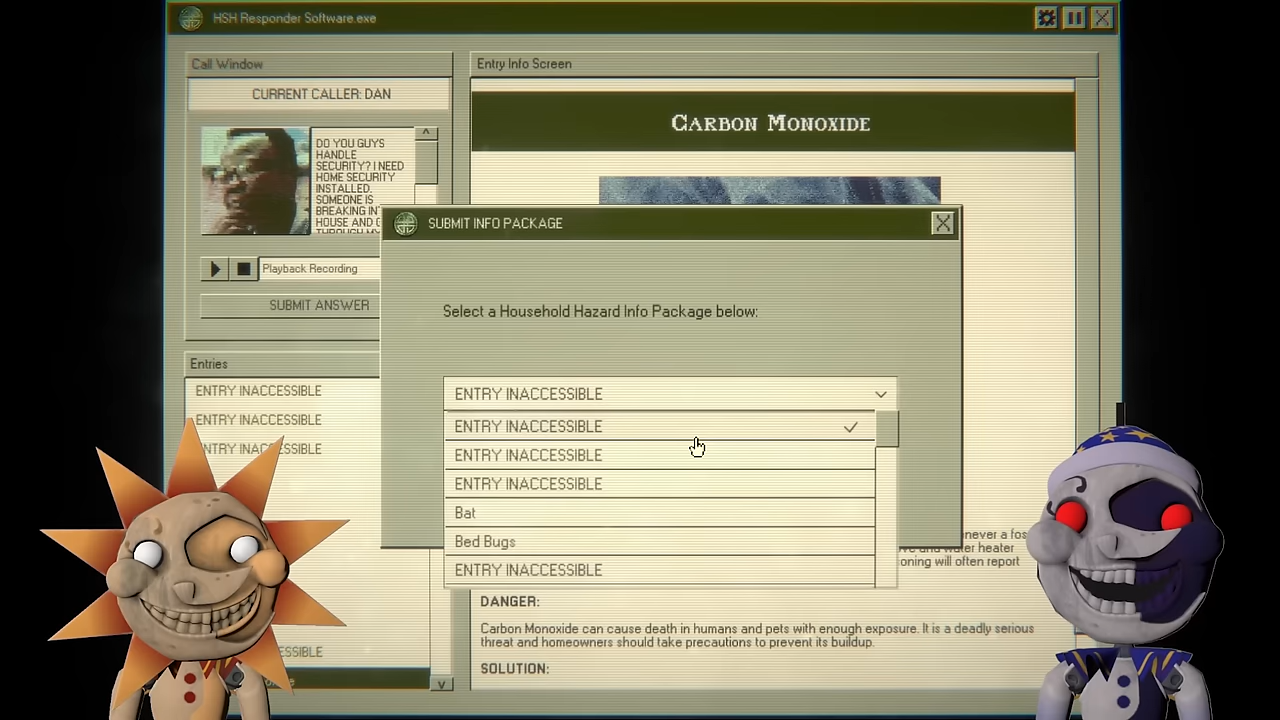 HSH Responder Software.exe
Call Window
CURRENT CALLER: DAN
DO YOU GUYS
HANDLE
SECURITY? I NEED
HOME SECURITY
INSTALLED.
SOMEONE IS
BREAKING IN
HOUSE AND
THROUGH MY
Playback Recording
SUBMIT ANSWER
Entries
ENTRY INACCESSIBLE
ENTRY INACCESSIBLE
ENTRY INACCESSIBLE
Entry Info Screen
CARBON MONOXIDE
SUBMIT INFO PACKAGE
Select a Household Hazard Info Package below:
ENTRY INACCESSIBLE
ENTRY INACCESSIBLE
ENTRY INACCESSIBLE
ENTRY INACCESSIBLE
Bat
Bed Bugs
ENTRY INACCESSIBLE
enever a fos
ve and water heater
oning will often report
DANGER:
Carbon Monoxide can cause death in humans and pets with enough exposure. It is a deadly serious
threat and homeowners should take precautions to prevent its buildup.
SOLUTION: